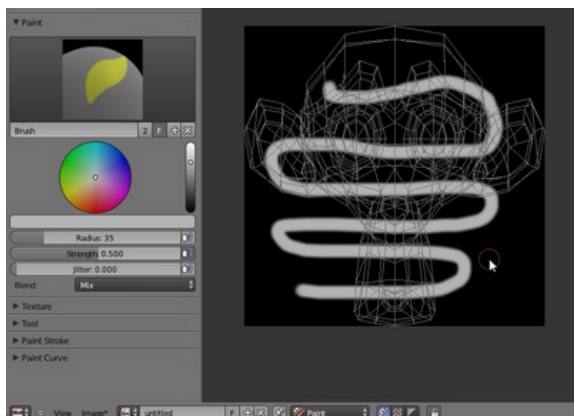 Paint
Brush 2 F
Radius: 35
Strength: 0.500
Jitter: 0.000
Blend: Mix
Texture
Tool
Paint Stroke
Paint Curve
View Image* untitled F Paint